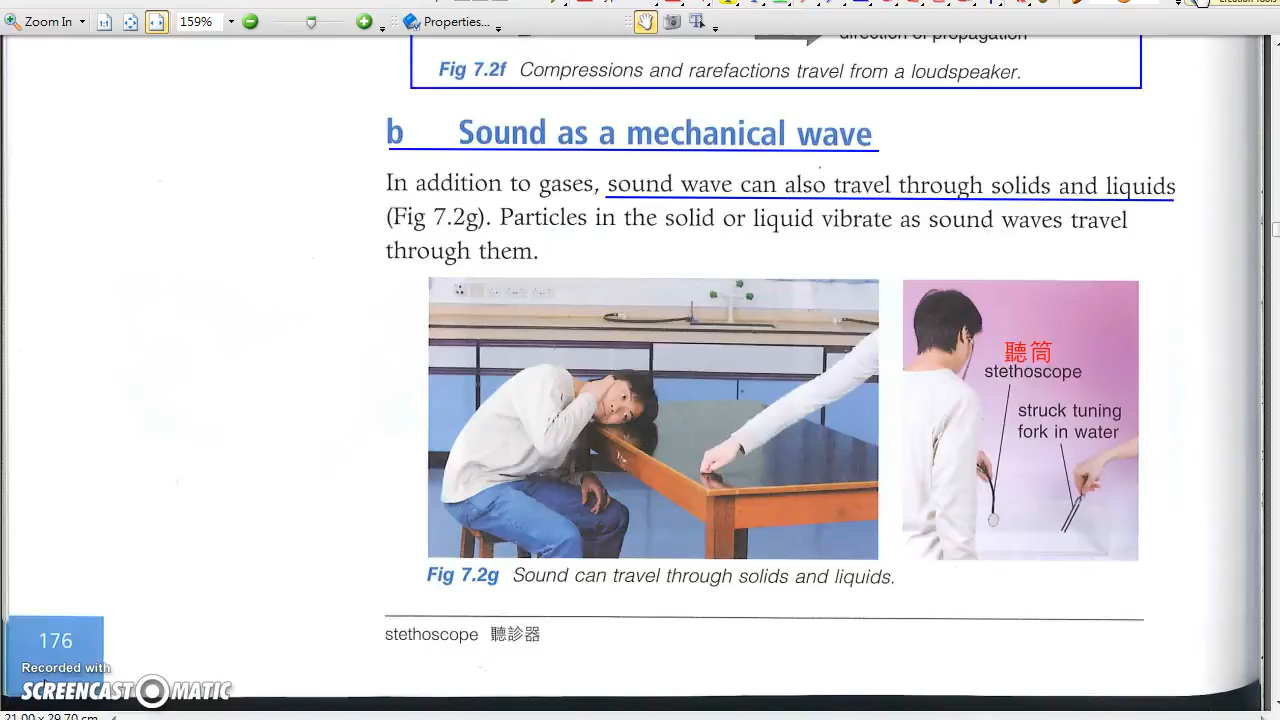 Zoom In
159%
Properties...
direction of propagation
Fig 7.2f Compressions and rarefactions travel from a loudspeaker.
b Sound as a mechanical wave
In addition to gases, sound wave can also travel through solids and liquids
(Fig 7.2g). Particles in the solid or liquid vibrate as sound waves travel
through them.
聽筒
stethoscope
struck tuning
fork in water
Fig 7.2g Sound can travel through solids and liquids.
stethoscope 聽診器
176
Recorded with
SCREENCAST MATIC
21.00 x 29.70 cm